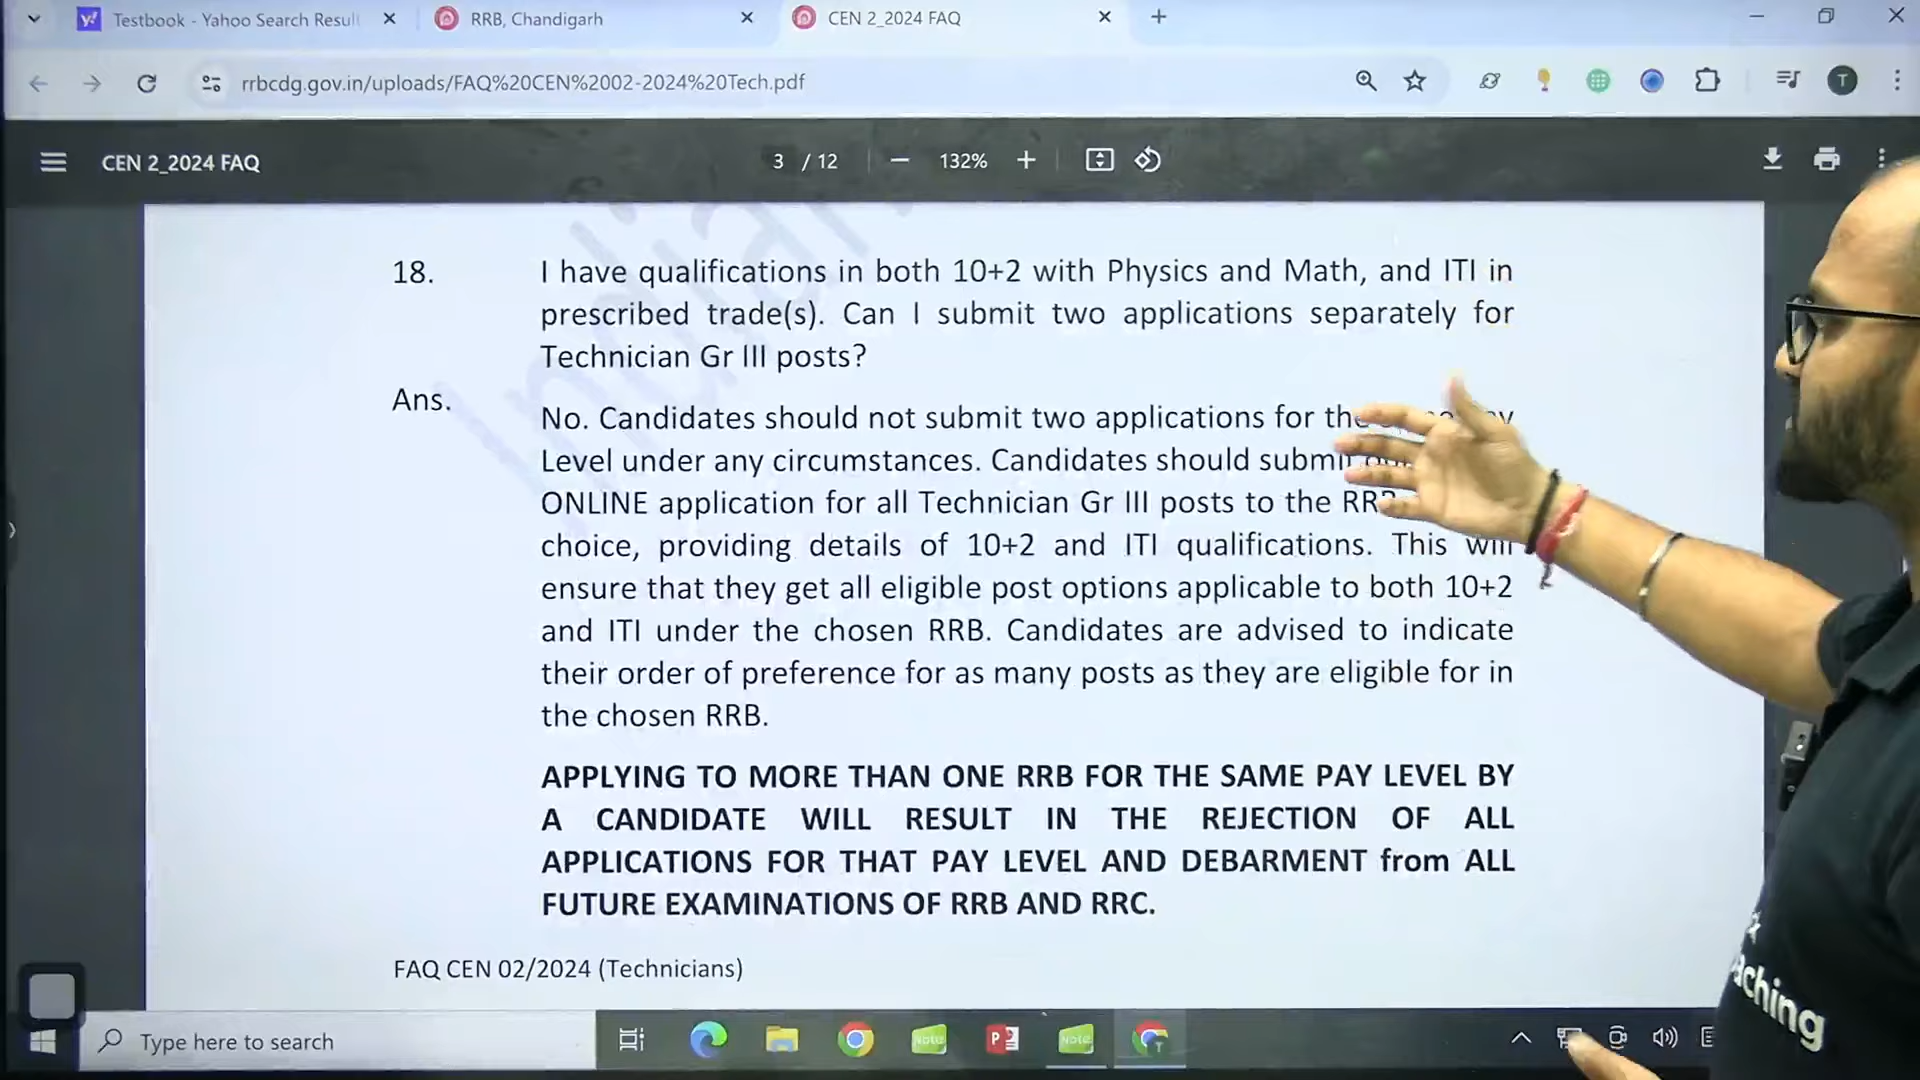 Testbook - Yahoo Search Resul
RRB, Chandigarh
CEN 2_2024 FAQ
rrbcdg.gov.in/uploads/FAQ%20CEN%2002-2024%20Tech.pdf
T
CEN 2_2024 FAQ
3 / 12
132%
Indian
18. I have qualifications in both 10+2 with Physics and Math, and ITI in
prescribed trade(s). Can I submit two applications separately for
Technician Gr III posts?
Ans.
No. Candidates should not submit two applications for the
Level under any circumstances. Candidates should submit
ONLINE application for all Technician Gr III posts to the RRB
choice, providing details of 10+2 and ITI qualifications. This will
ensure that they get all eligible post options applicable to both 10+2
and ITI under the chosen RRB. Candidates are advised to indicate
their order of preference for as many posts as they are eligible for in
the chosen RRB.
APPLYING TO MORE THAN ONE RRB FOR THE SAME PAY LEVEL BY
A CANDIDATE WILL RESULT IN THE REJECTION OF ALL
APPLICATIONS FOR THAT PAY LEVEL AND DEBARMENT from ALL
FUTURE EXAMINATIONS OF RRB AND RRC.
FAQ CEN 02/2024 (Technicians)
aching
Type here to search
Note
Note